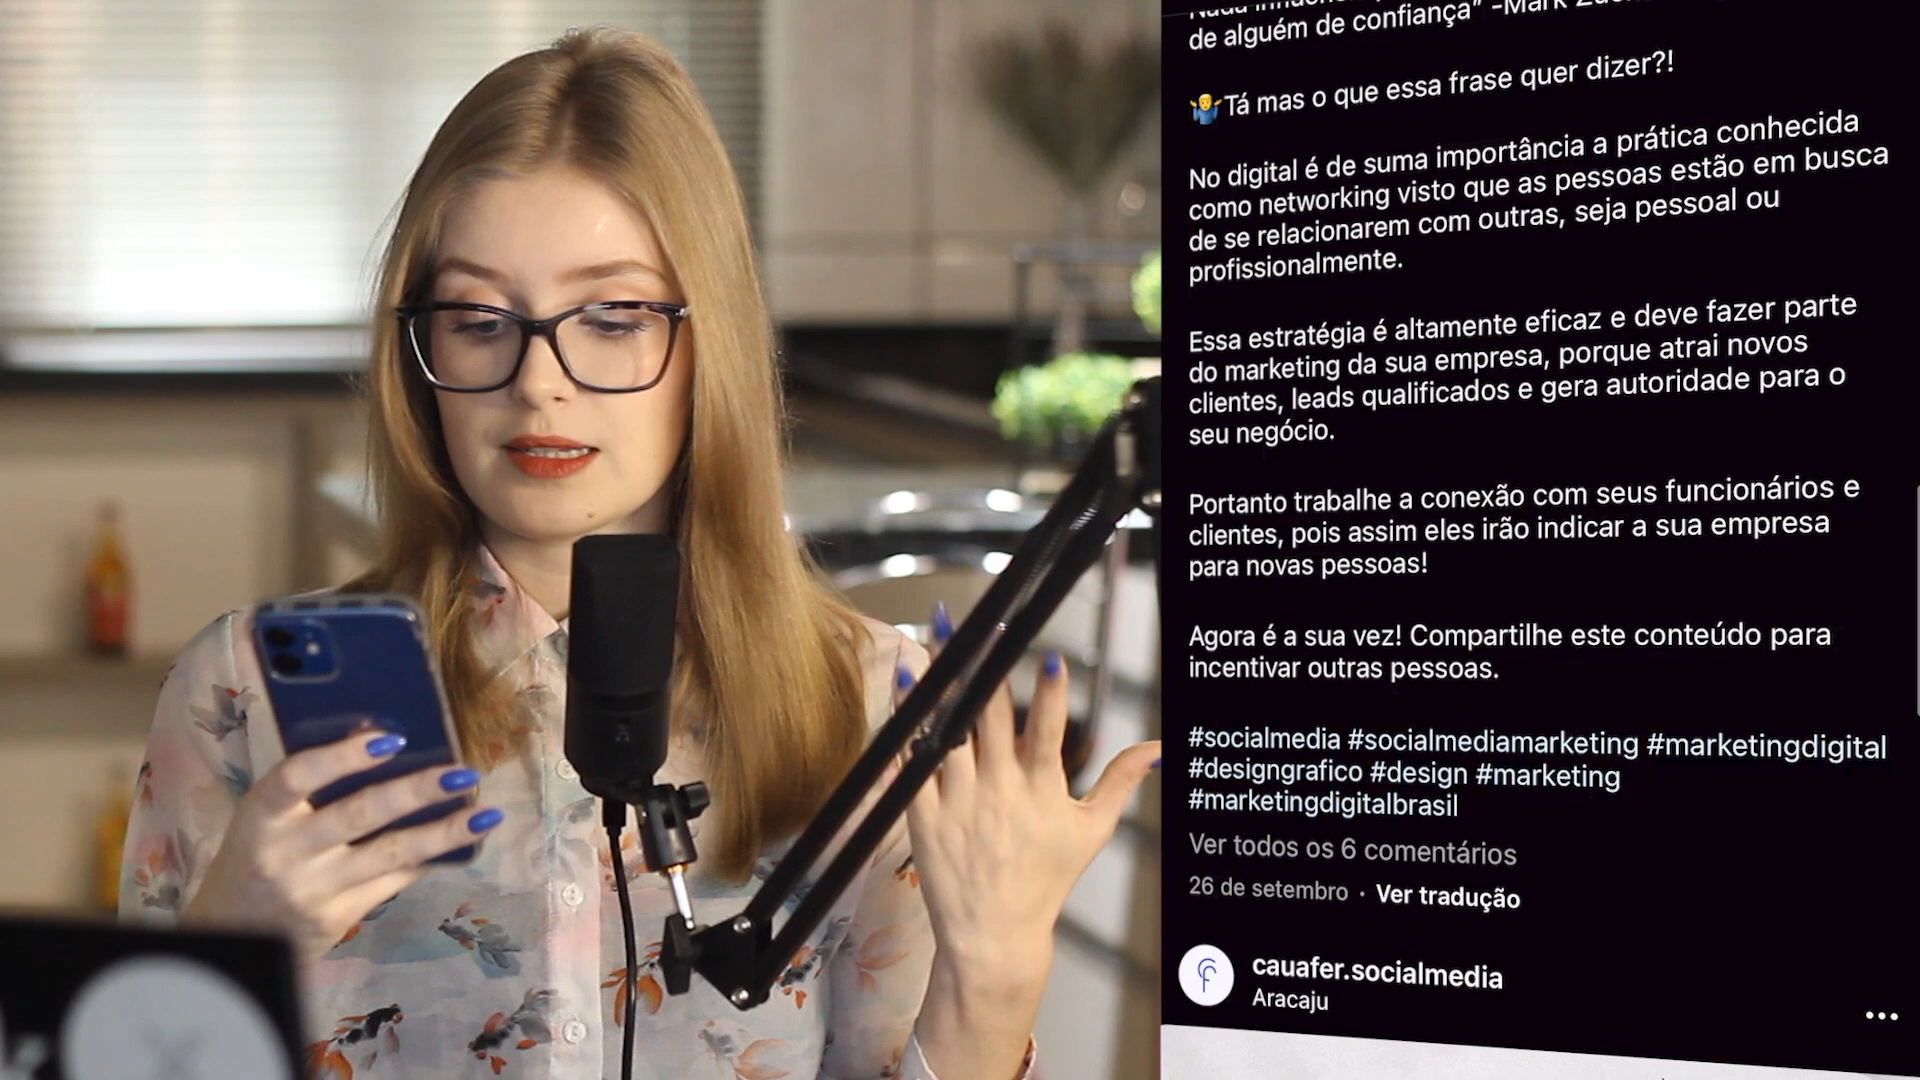 de alguém de confiança" -Mark
🤷‍♂️Tá mas o que essa frase quer dizer?!
No digital é de suma importância a prática conhecida
como networking visto que as pessoas estão em busca
de se relacionarem com outras, seja pessoal ou
profissionalmente.
Essa estratégia é altamente eficaz e deve fazer parte
do marketing da sua empresa, porque atrai novos
clientes, leads qualificados e gera autoridade para o
seu negócio.
Portanto trabalhe a conexão com seus funcionários e
clientes, pois assim eles irão indicar a sua empresa
para novas pessoas!
Agora é a sua vez! Compartilhe este conteúdo para
incentivar outras pessoas.
#socialmedia #socialmediamarketing #marketingdigital
#designgrafico #design #marketing
#marketingdigitalbrasil
Ver todos os 6 comentários
26 de setembro · Ver tradução
cauafer.socialmedia
Aracaju